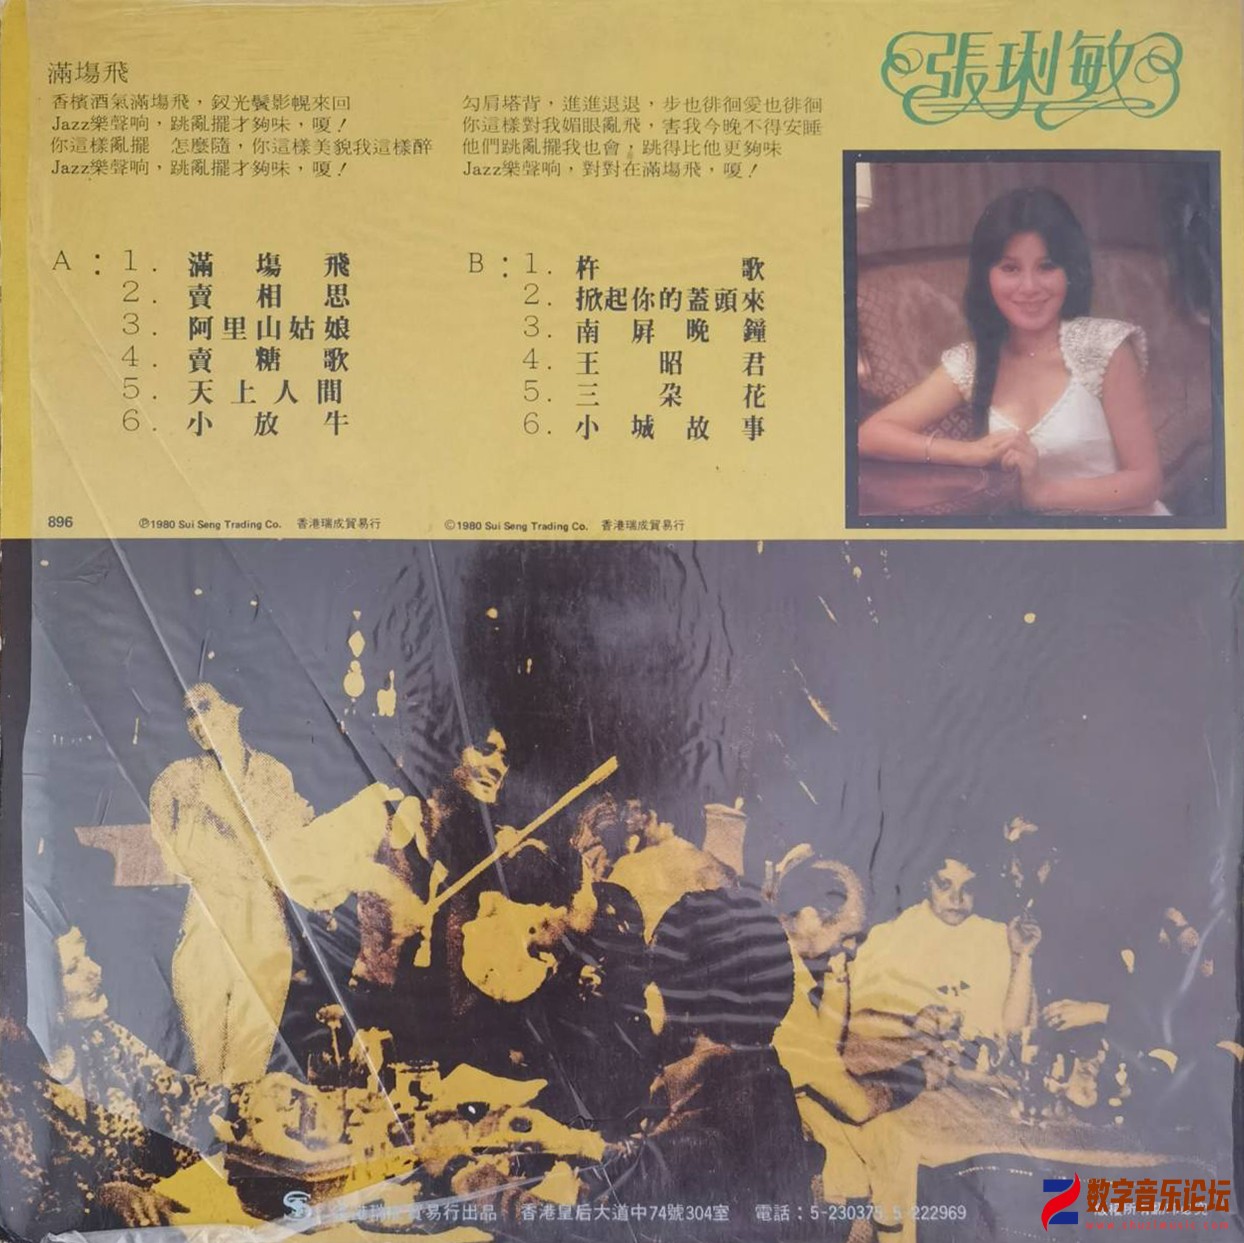 張琍敏
滿場飛
香檳酒氣滿場飛，釵光鬢影幌來回
Jazz樂聲响，跳亂擺才夠味，嗄！
你這樣亂擺　怎麼隨，你這樣美貌我這樣醉
Jazz樂聲响，跳亂擺才夠味，嗄！
勾肩塔背，進進退退，步也徘徊愛也徘徊
你這樣對我媚眼亂飛，害我今晚不得安睡
他們跳亂擺我也會，跳得比他更夠味
Jazz樂聲响，對對在滿場飛，嗄！
A：1. 滿場飛
2. 賣相思
3. 阿里山姑娘
4. 賣糖歌
5. 天上人間
6. 小放牛
B：1. 杵歌
2. 掀起你的蓋頭來
3. 南屏晚鐘
4. 王昭君
5. 三朶花
6. 小城故事
896
℗1980 Sui Seng Trading Co. 香港瑞成貿易行
©1980 Sui Seng Trading Co. 香港瑞成貿易行
貿易行出品 香港皇后大道中74號304室 電話：5-230375 5-222969
数字音乐论坛